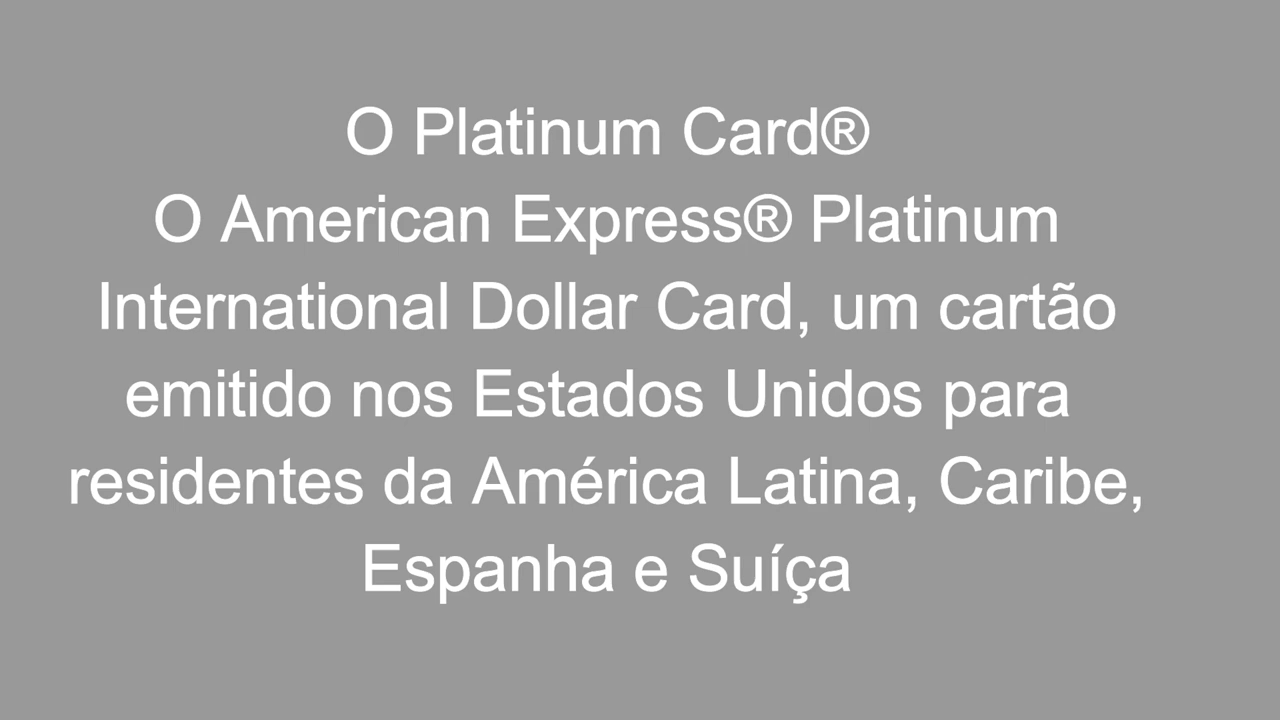 O Platinum Card®
O American Express® Platinum
International Dollar Card, um cartão
emitido nos Estados Unidos para
residentes da América Latina, Caribe,
Espanha e Suíça